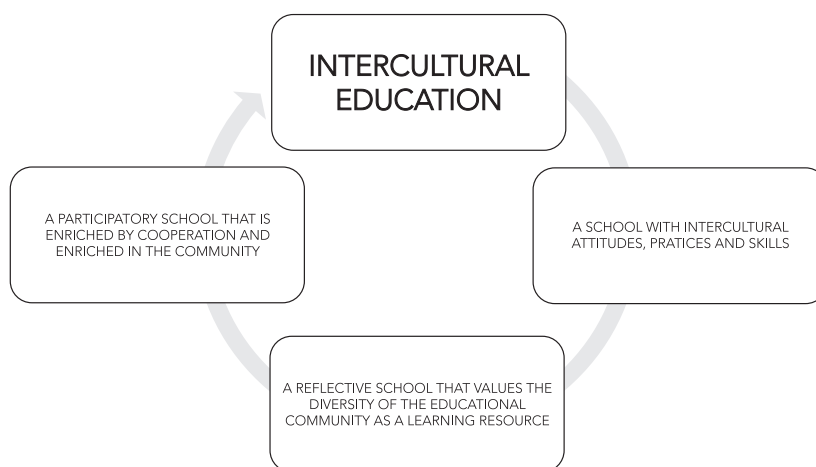 INTERCULTURAL
EDUCATION
A PARTICIPATORY SCHOOL THAT IS
ENRICHED BY COOPERATION AND
ENRICHED IN THE COMMUNITY
A SCHOOL WITH INTERCULTURAL
ATTITUDES, PRATICES AND SKILLS
A REFLECTIVE SCHOOL THAT VALUES THE
DIVERSITY OF THE EDUCATIONAL
COMMUNITY AS A LEARNING RESOURCE